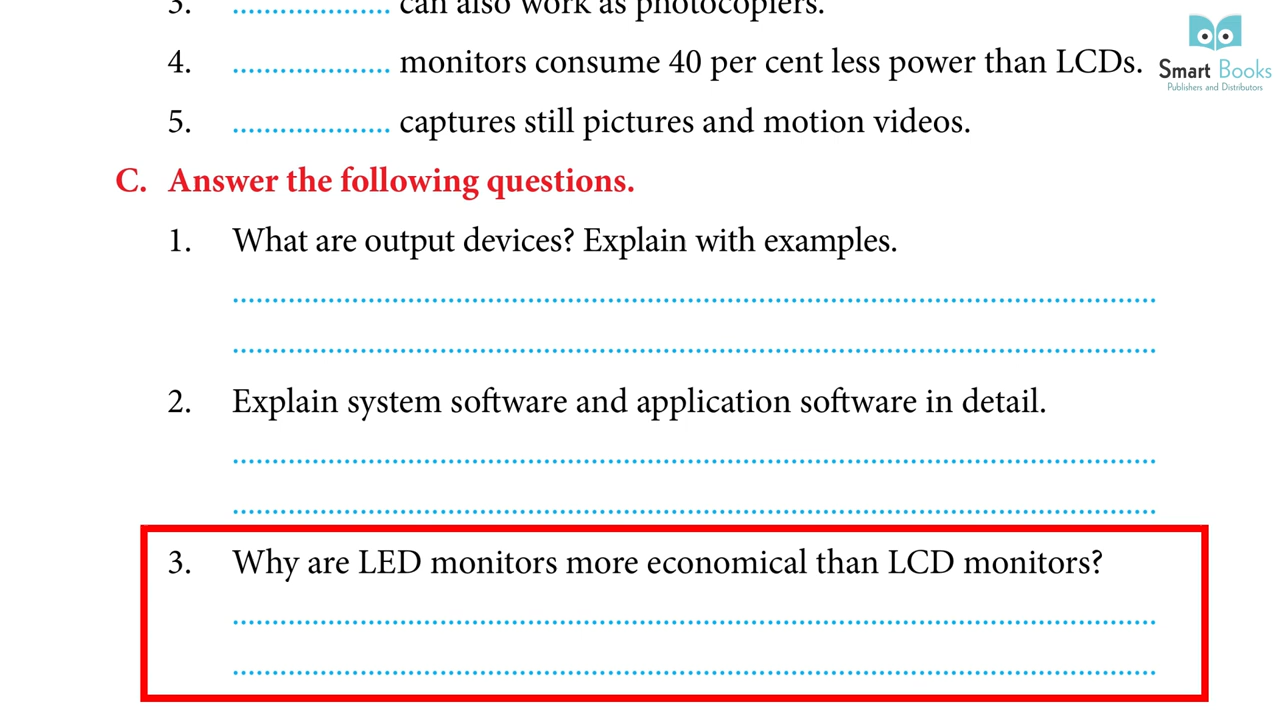 3. .................... can also work as photocopiers.
4. .................... monitors consume 40 per cent less power than LCDs.
Smart Books
Publishers and Distributors
5. .................... captures still pictures and motion videos.
C. Answer the following questions.
1. What are output devices? Explain with examples.
2. Explain system software and application software in detail.
3. Why are LED monitors more economical than LCD monitors?